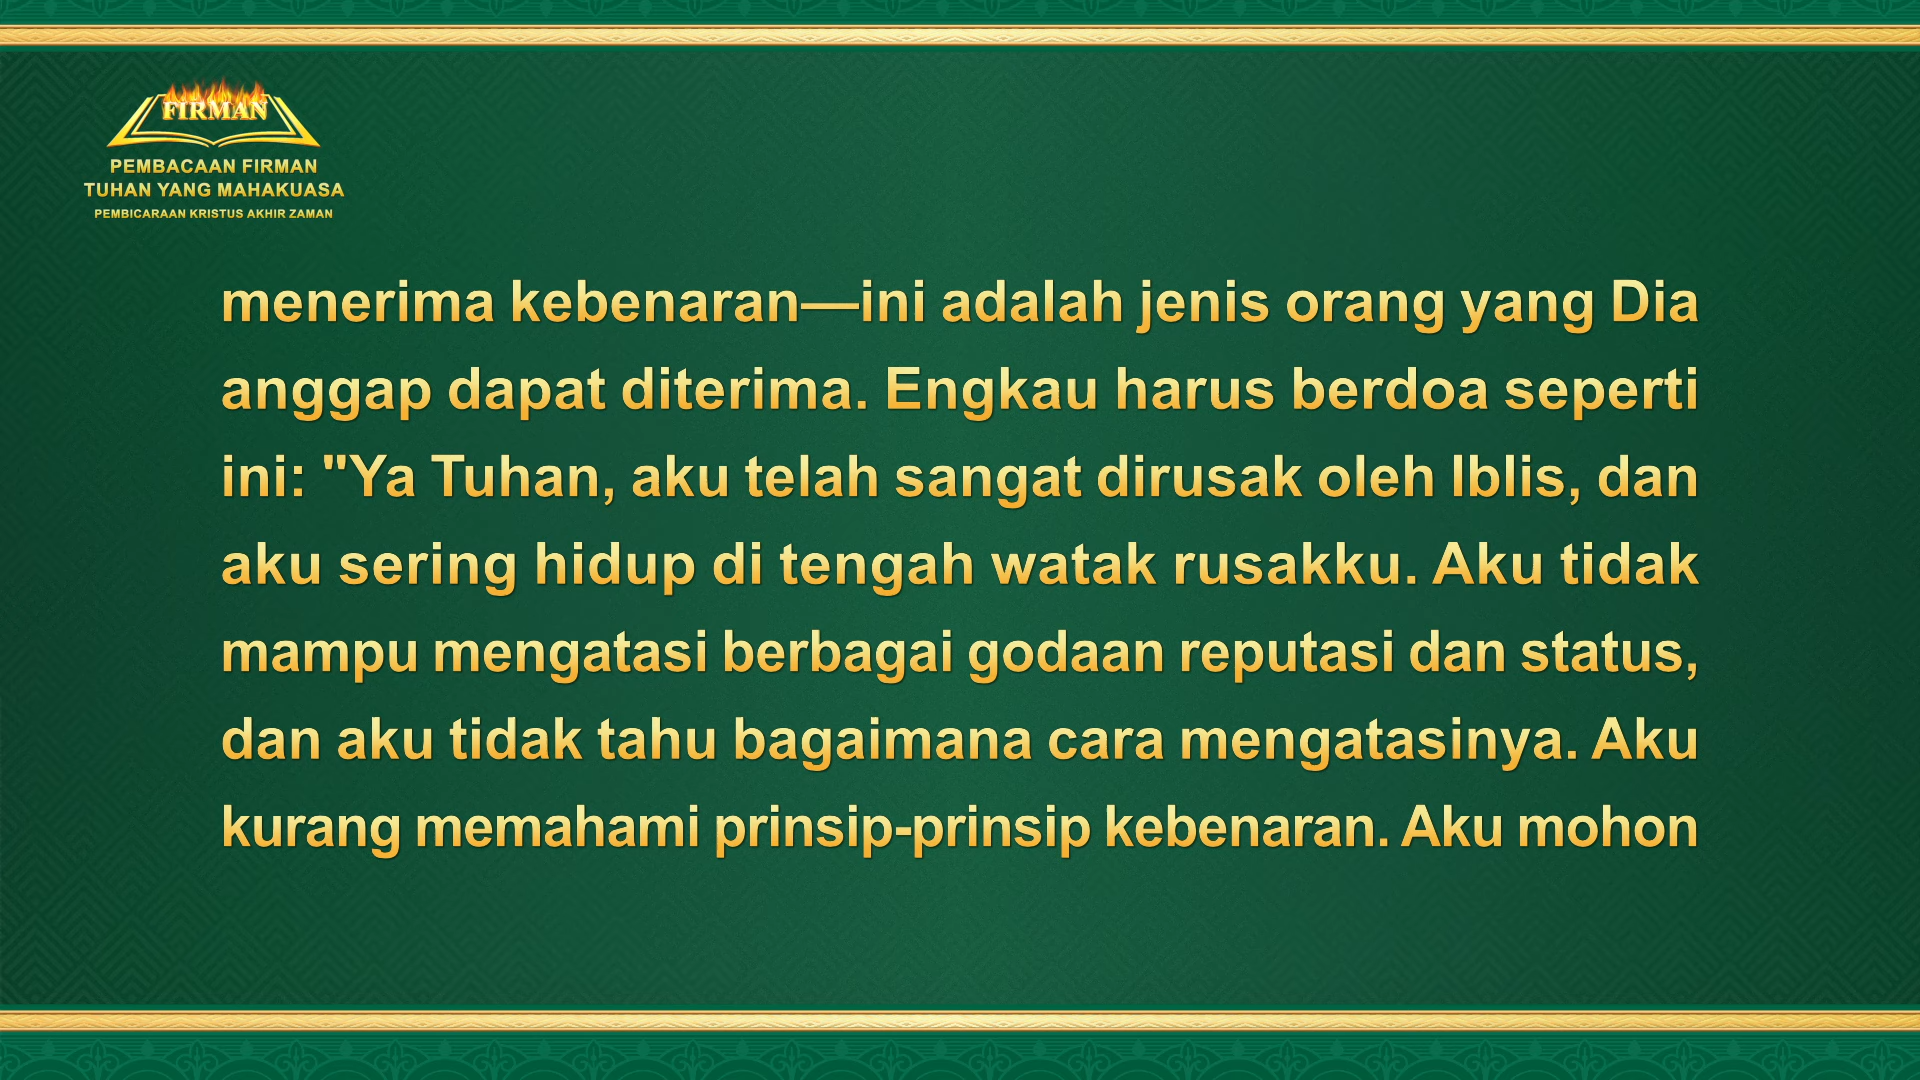 FIRMAN
PEMBACAAN FIRMAN
TUHAN YANG MAHAKUASA
PEMBICARAAN KRISTUS AKHIR ZAMAN
menerima kebenaran—ini adalah jenis orang yang Dia
anggap dapat diterima. Engkau harus berdoa seperti
ini: "Ya Tuhan, aku telah sangat dirusak oleh Iblis, dan
aku sering hidup di tengah watak rusakku. Aku tidak
mampu mengatasi berbagai godaan reputasi dan status,
dan aku tidak tahu bagaimana cara mengatasinya. Aku
kurang memahami prinsip-prinsip kebenaran. Aku mohon